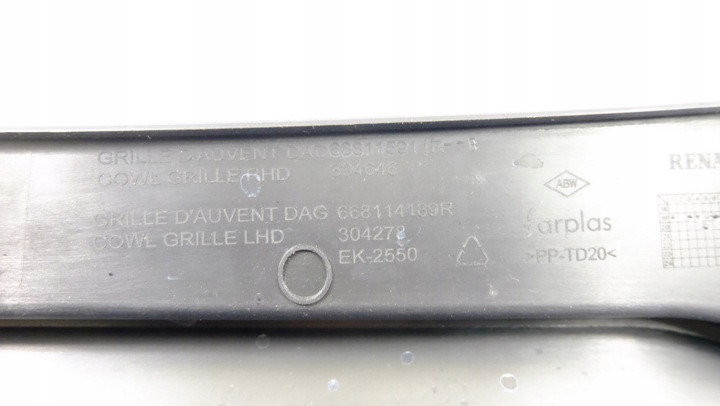 GRILLE D'AUVENT DAG
COWL GRILLE RHD
GRILLE D'AUVENT DAG 668114189R
COWL GRILLE LHD 304278
EK-2550
ABW
arplas
>PP-TD20<
RENA